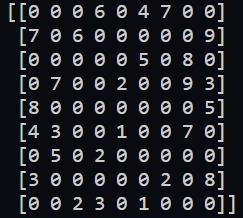 [[0 0 0 6 0 4 7 0 0]
[7 0 6 0 0 0 0 0 9]
[0 0 0 0 0 5 0 8 0]
[0 7 0 0 2 0 0 9 3]
[8 0 0 0 0 0 0 0 5]
[4 3 0 0 1 0 0 7 0]
[0 5 0 2 0 0 0 0 0]
[3 0 0 0 0 0 2 0 8]
[0 0 2 3 0 1 0 0 0]]